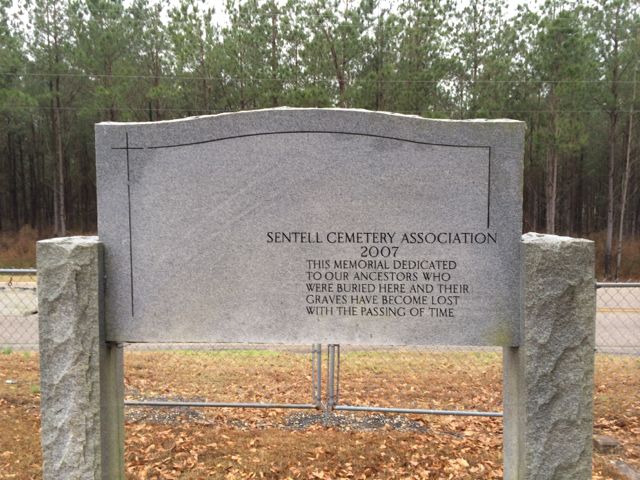 SENTELL CEMETERY ASSOCIATION
2007
THIS MEMORIAL DEDICATED
TO OUR ANCESTORS WHO
WERE BURIED HERE AND THEIR
GRAVES HAVE BECOME LOST
WITH THE PASSING OF TIME